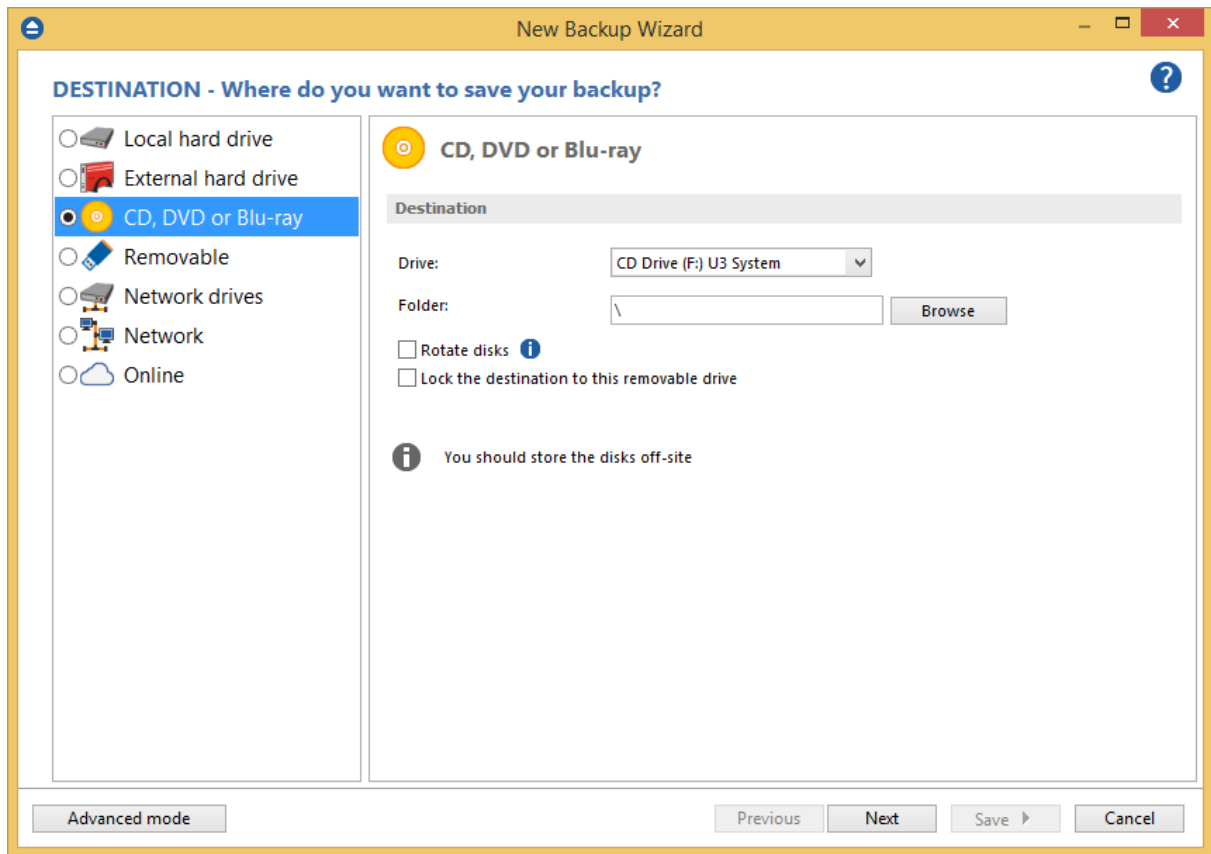 New Backup Wizard
DESTINATION - Where do you want to save your backup?
Local hard drive
External hard drive
CD, DVD or Blu-ray
Removable
Network drives
Network
Online
CD, DVD or Blu-ray
Destination
Drive:
CD Drive (F:) U3 System
Folder:
\
Browse
Rotate disks
Lock the destination to this removable drive
You should store the disks off-site
Advanced mode
Previous
Next
Save
Cancel